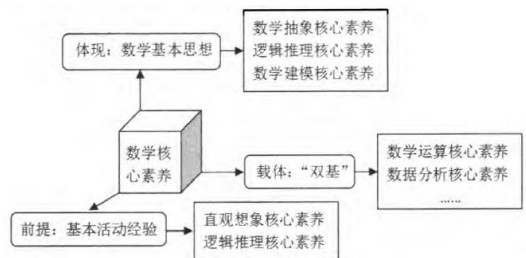 体现：数学基本思想
数学抽象核心素养
逻辑推理核心素养
数学建模核心素养
数学核
心素养
载体：“双基”
数学运算核心素养
数据分析核心素养
……
前提：基本活动经验
直观想象核心素养
逻辑推理核心素养